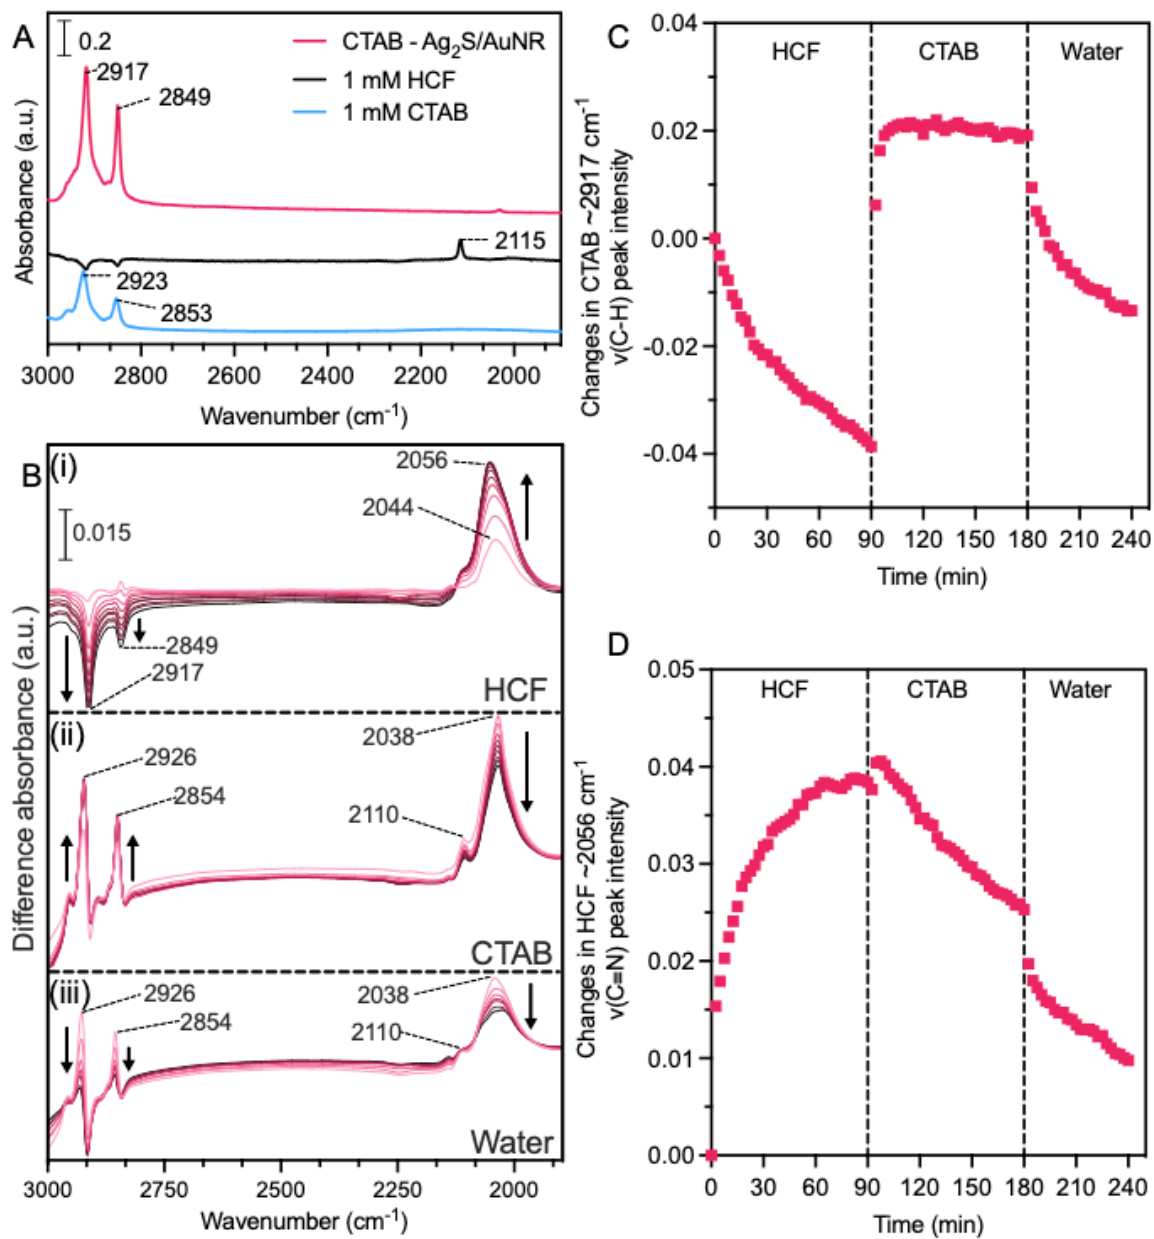 A
0.2
2917
2849
CTAB - Ag₂S/AuNR
1 mM HCF
1 mM CTAB
2115
2923
2853
Absorbance (a.u.)
3000 2800 2600 2400 2200 2000
Wavenumber (cm⁻¹)
B
(i)
0.015
2056
2044
2849
2917
HCF
(ii)
2926
2854
2038
2110
CTAB
(iii)
2926
2854
2038
2110
Water
Difference absorbance (a.u.)
3000 2750 2500 2250 2000
Wavenumber (cm⁻¹)
C
HCF CTAB Water
0.04
0.02
0.00
-0.02
-0.04
Changes in CTAB ~2917 cm⁻¹
ν(C-H) peak intensity
0 30 60 90 120 150 180 210 240
Time (min)
D
HCF CTAB Water
0.05
0.04
0.03
0.02
0.01
0.00
Changes in HCF ~2056 cm⁻¹
ν(C≡N) peak intensity
0 30 60 90 120 150 180 210 240
Time (min)